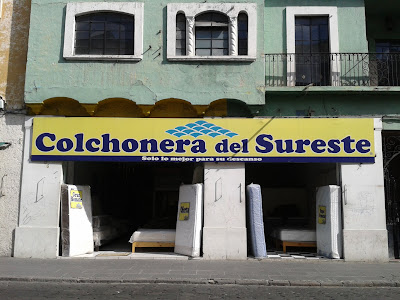 Colchonera del Sureste
Solo lo mejor para su descanso